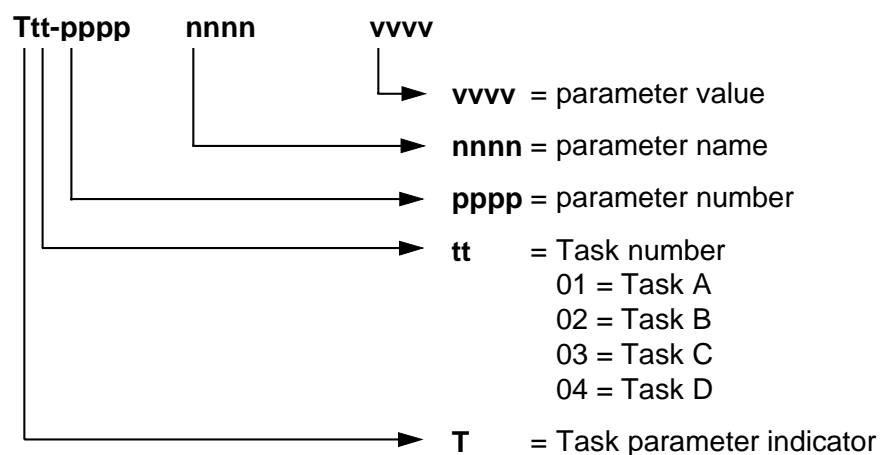 Ttt-pppp nnnn vvvv
vvvv = parameter value
nnnn = parameter name
pppp = parameter number
tt = Task number
01 = Task A
02 = Task B
03 = Task C
04 = Task D
T = Task parameter indicator